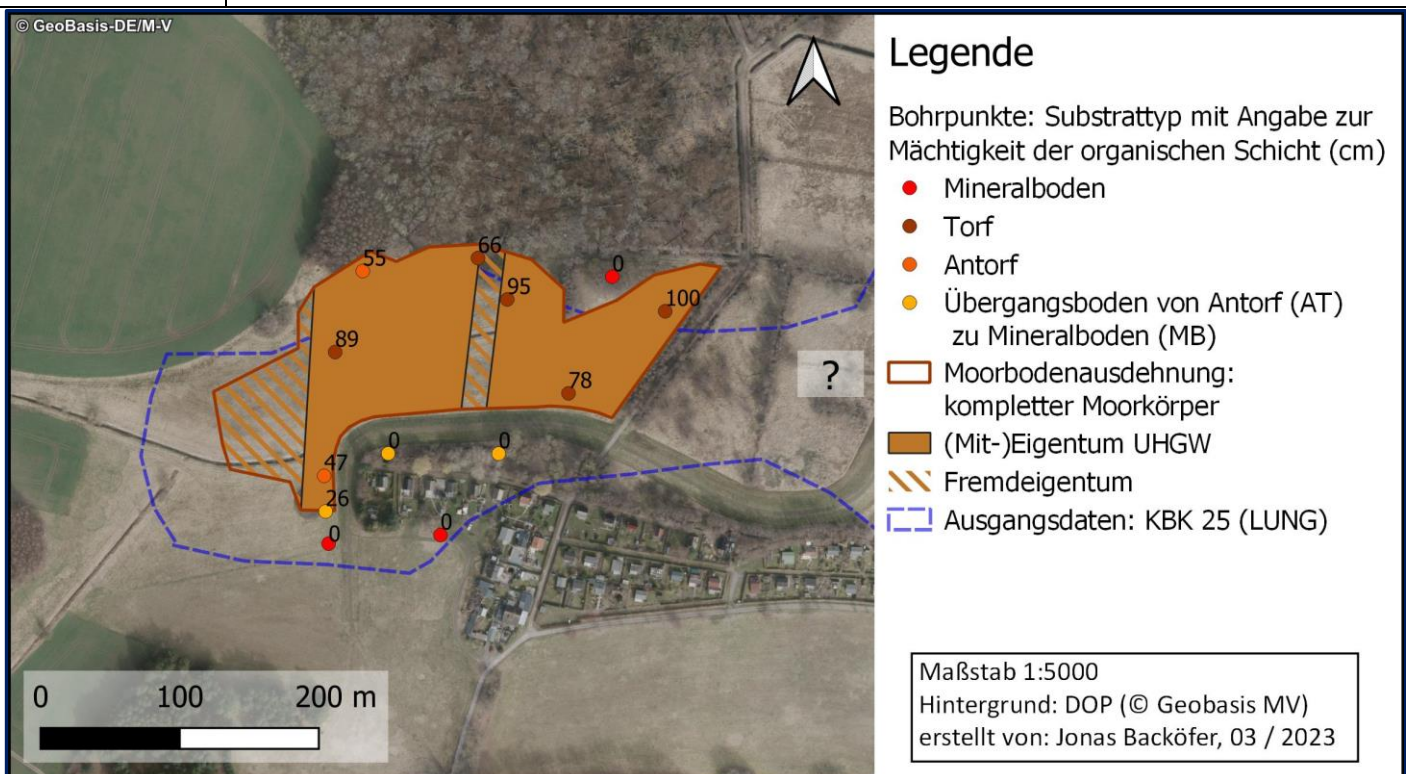 © GeoBasis-DE/M-V
55
66
0
95
100
89
?
78
0
0
47
26
0
0
0 100 200 m
Legende
Bohrpunkte: Substrattyp mit Angabe zur
Mächtigkeit der organischen Schicht (cm)
Mineralboden
Torf
Antorf
Übergangsboden von Antorf (AT)
zu Mineralboden (MB)
Moorbodenausdehnung:
kompletter Moorkörper
(Mit-)Eigentum UHGW
Fremdeigentum
Ausgangsdaten: KBK 25 (LUNG)
Maßstab 1:5000
Hintergrund: DOP (© Geobasis MV)
erstellt von: Jonas Backöfer, 03 / 2023